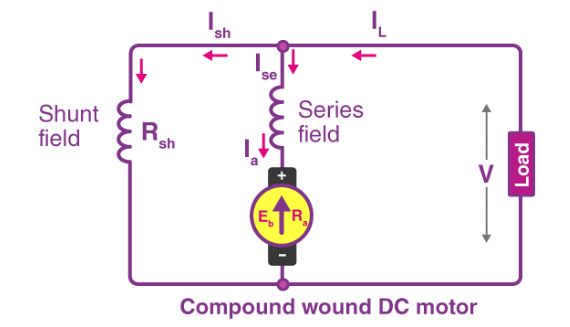 Ish
IL
Ise
Shunt
field
Rsh
Series
field
Ia
+
Eb
Ra
-
V
Load
Compound wound DC motor